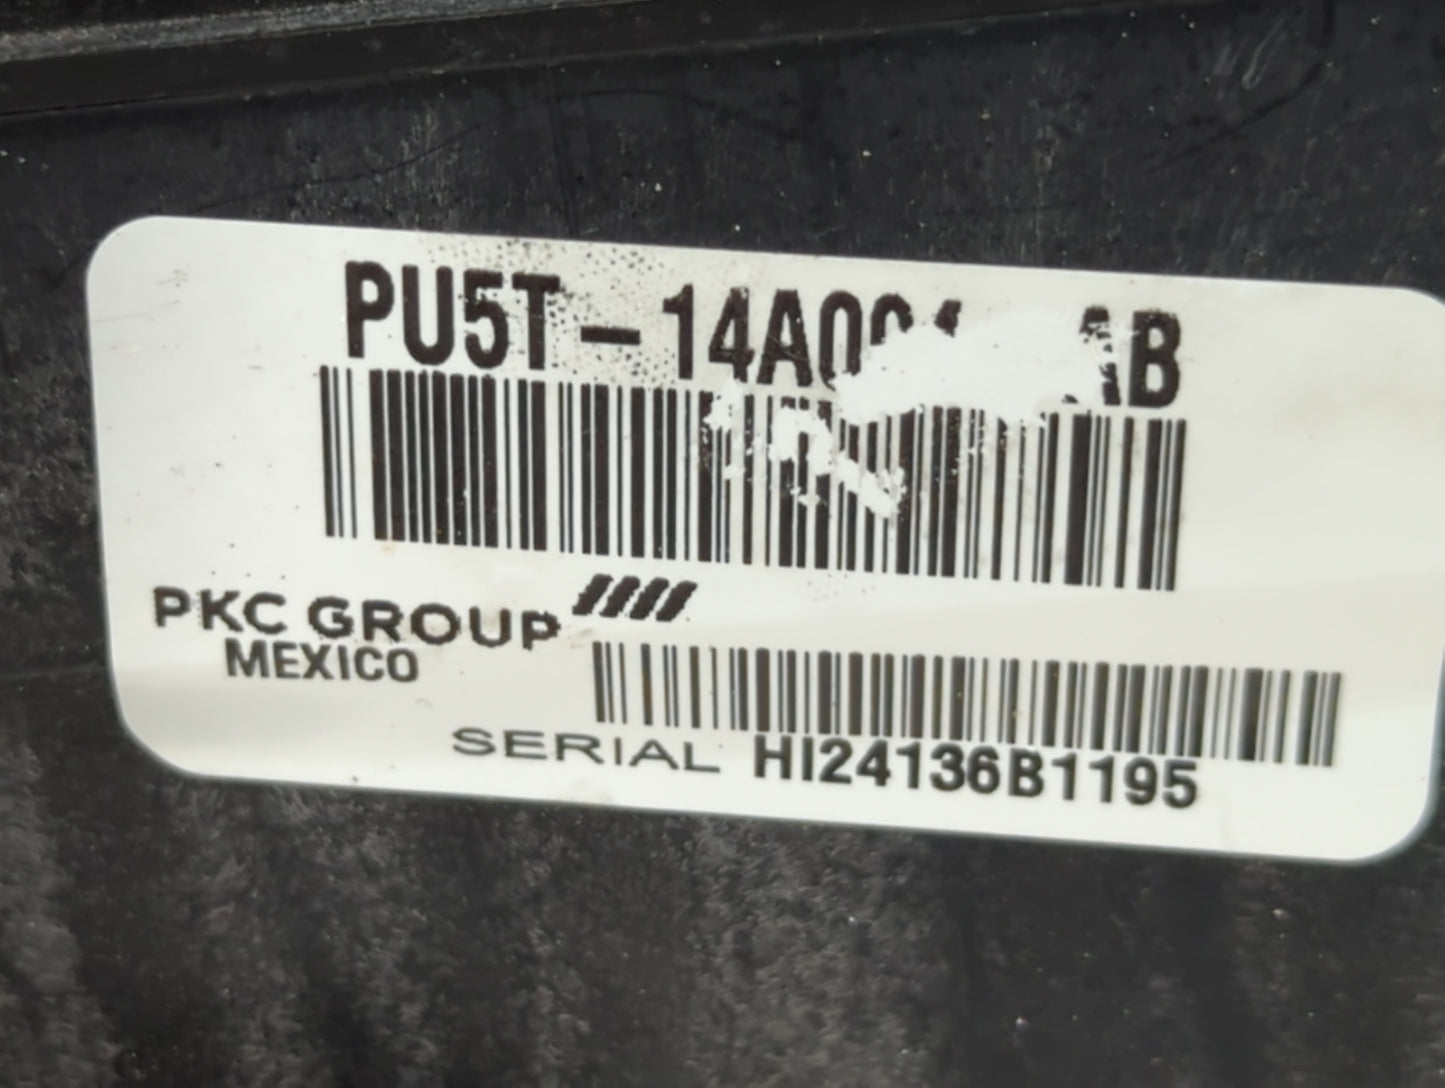 PU5T-14A0 AB
PKC GROUP
MEXICO
SERIAL HI24136B1195